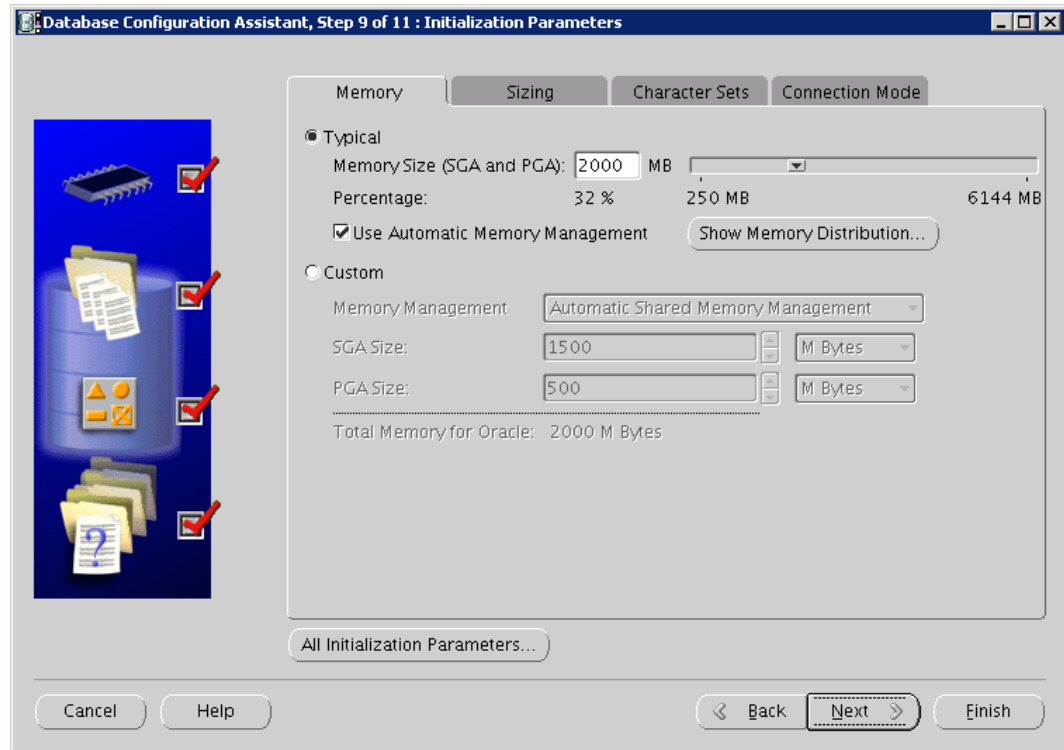 Database Configuration Assistant, Step 9 of 11 : Initialization Parameters
Memory Sizing Character Sets Connection Mode
Typical
Memory Size (SGA and PGA): 2000 MB
Percentage: 32 % 250 MB 6144 MB
Use Automatic Memory Management Show Memory Distribution...
Custom
Memory Management Automatic Shared Memory Management
SGA Size: 1500 M Bytes
PGA Size: 500 M Bytes
Total Memory for Oracle: 2000 M Bytes
?
All Initialization Parameters...
Cancel Help Back Next Finish